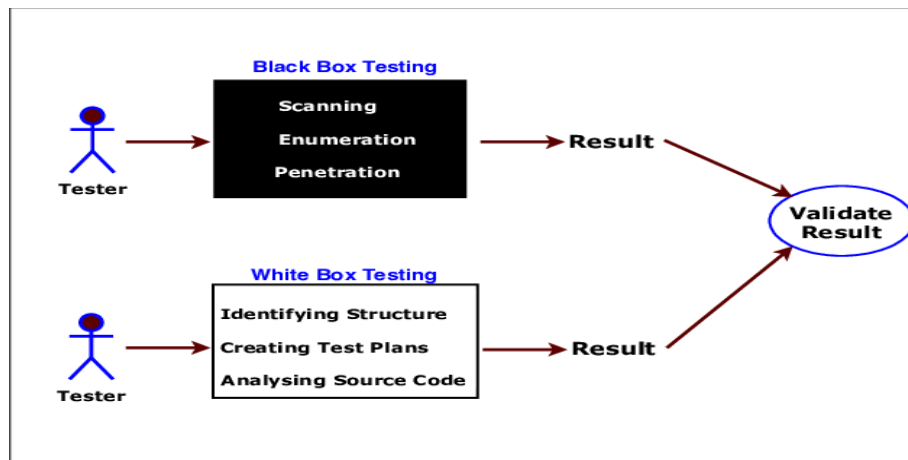 Black Box Testing
Scanning
Enumeration
Penetration
Tester
Result
Validate
Result
White Box Testing
Identifying Structure
Creating Test Plans
Analysing Source Code
Tester
Result